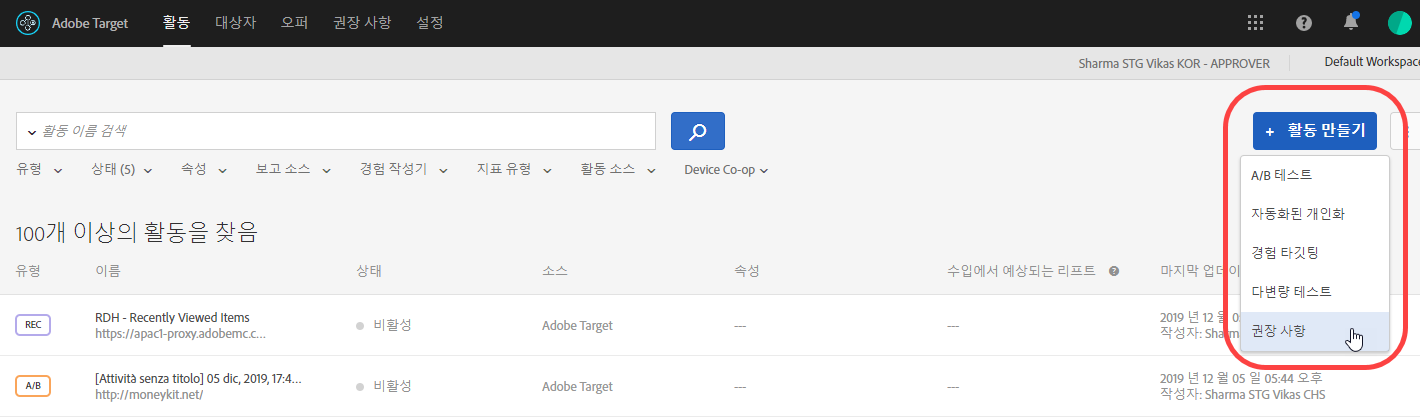 Adobe Target 활동 대상자 오퍼 권장 사항 설정
Sharma STG Vikas KOR - APPROVER Default Workspace
활동 이름 검색
+ 활동 만들기
유형 상태 (5) 속성 보고 소스 경험 작성기 지표 유형 활동 소스 Device Co-op
A/B 테스트
자동화된 개인화
경험 타깃팅
다변량 테스트
권장 사항
100개 이상의 활동을 찾음
유형 이름 상태 소스 속성 수입에서 예상되는 리프트 마지막 업데이
REC RDH - Recently Viewed Items 비활성 Adobe Target --- --- 2019 년 12 월
https://apac1-proxy.adobemc.c... 작성자: Sharma
A/B [Attività senza titolo] 05 dic, 2019, 17:4... 비활성 Adobe Target --- --- 2019 년 12 월 05 일 05:44 오후
http://moneykit.net/ 작성자: Sharma STG Vikas CHS